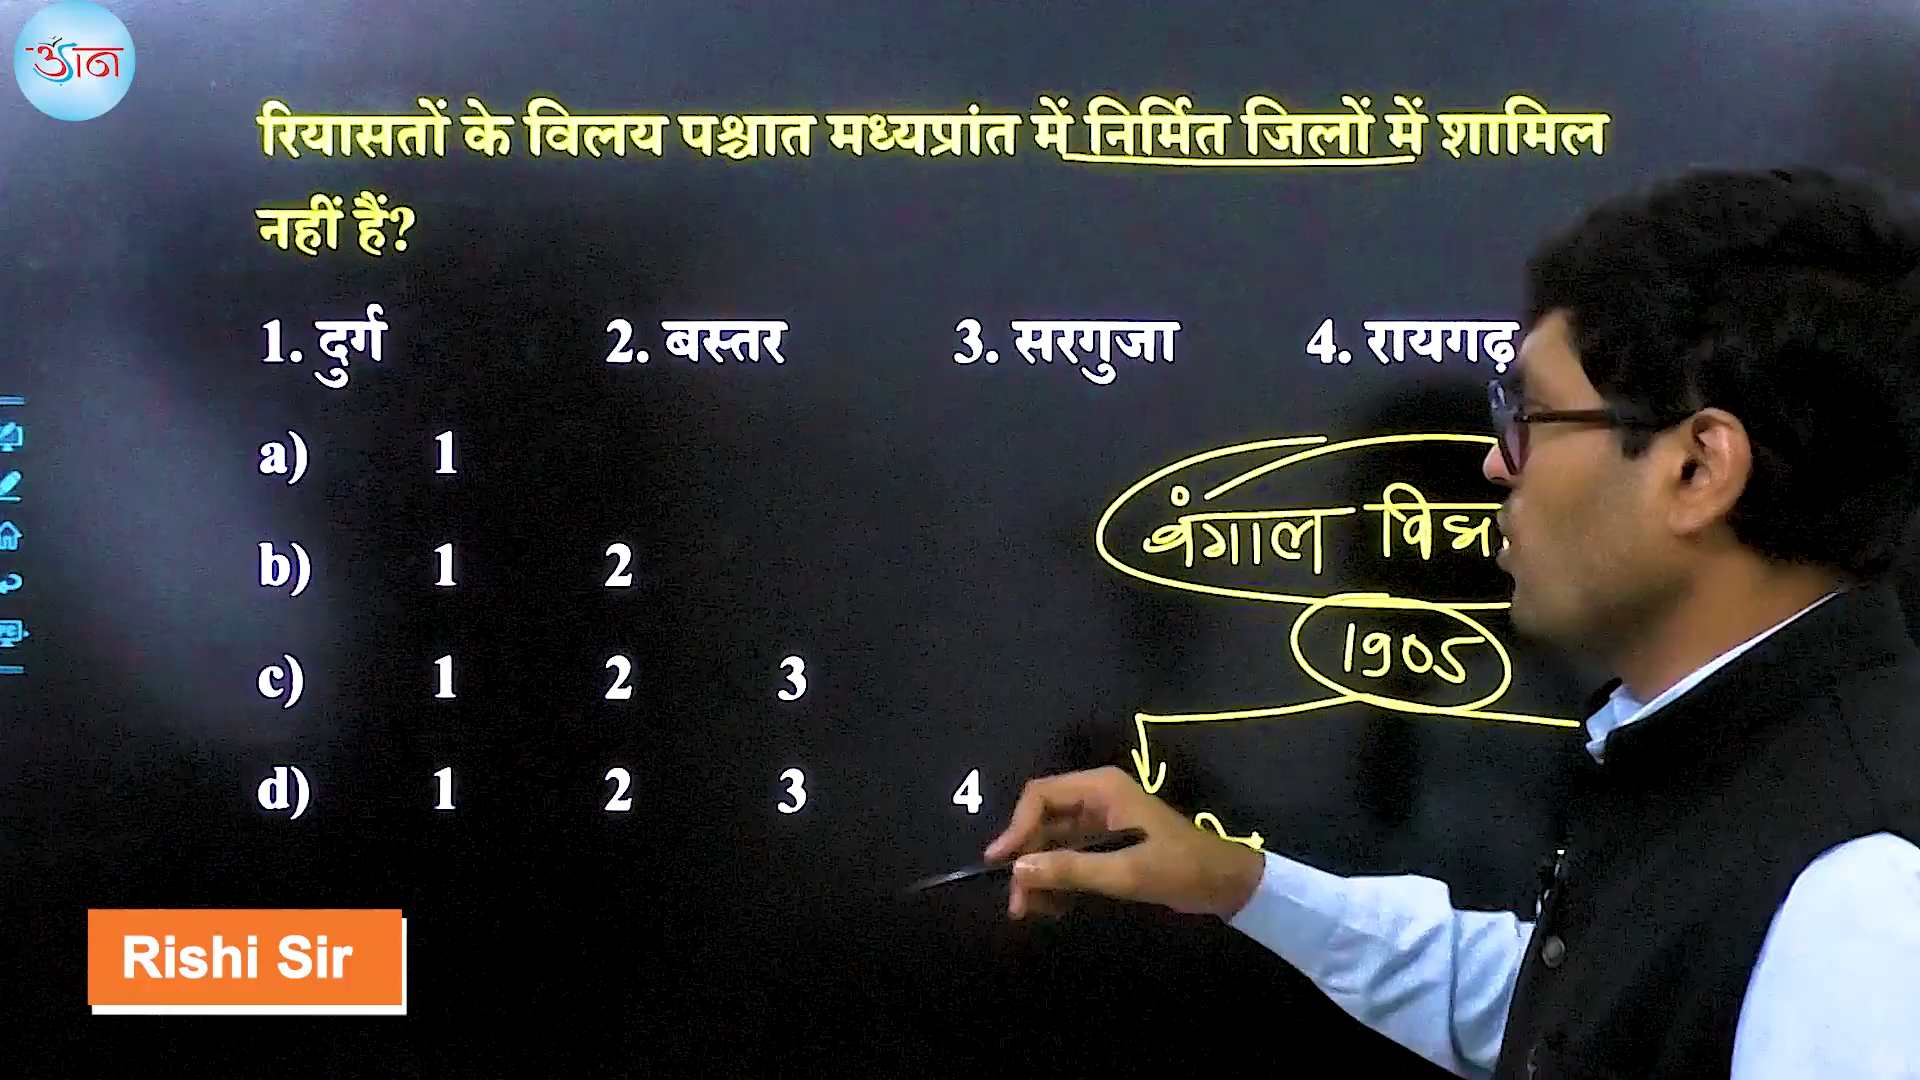 उड़ान
रियासतों के विलय पश्चात मध्यप्रांत में निर्मित जिलों में शामिल
नहीं हैं?
1. दुर्ग 2. बस्तर 3. सरगुजा 4. रायगढ़
a) 1
b) 1 2
c) 1 2 3
d) 1 2 3 4
बंगाल
1905
Rishi Sir